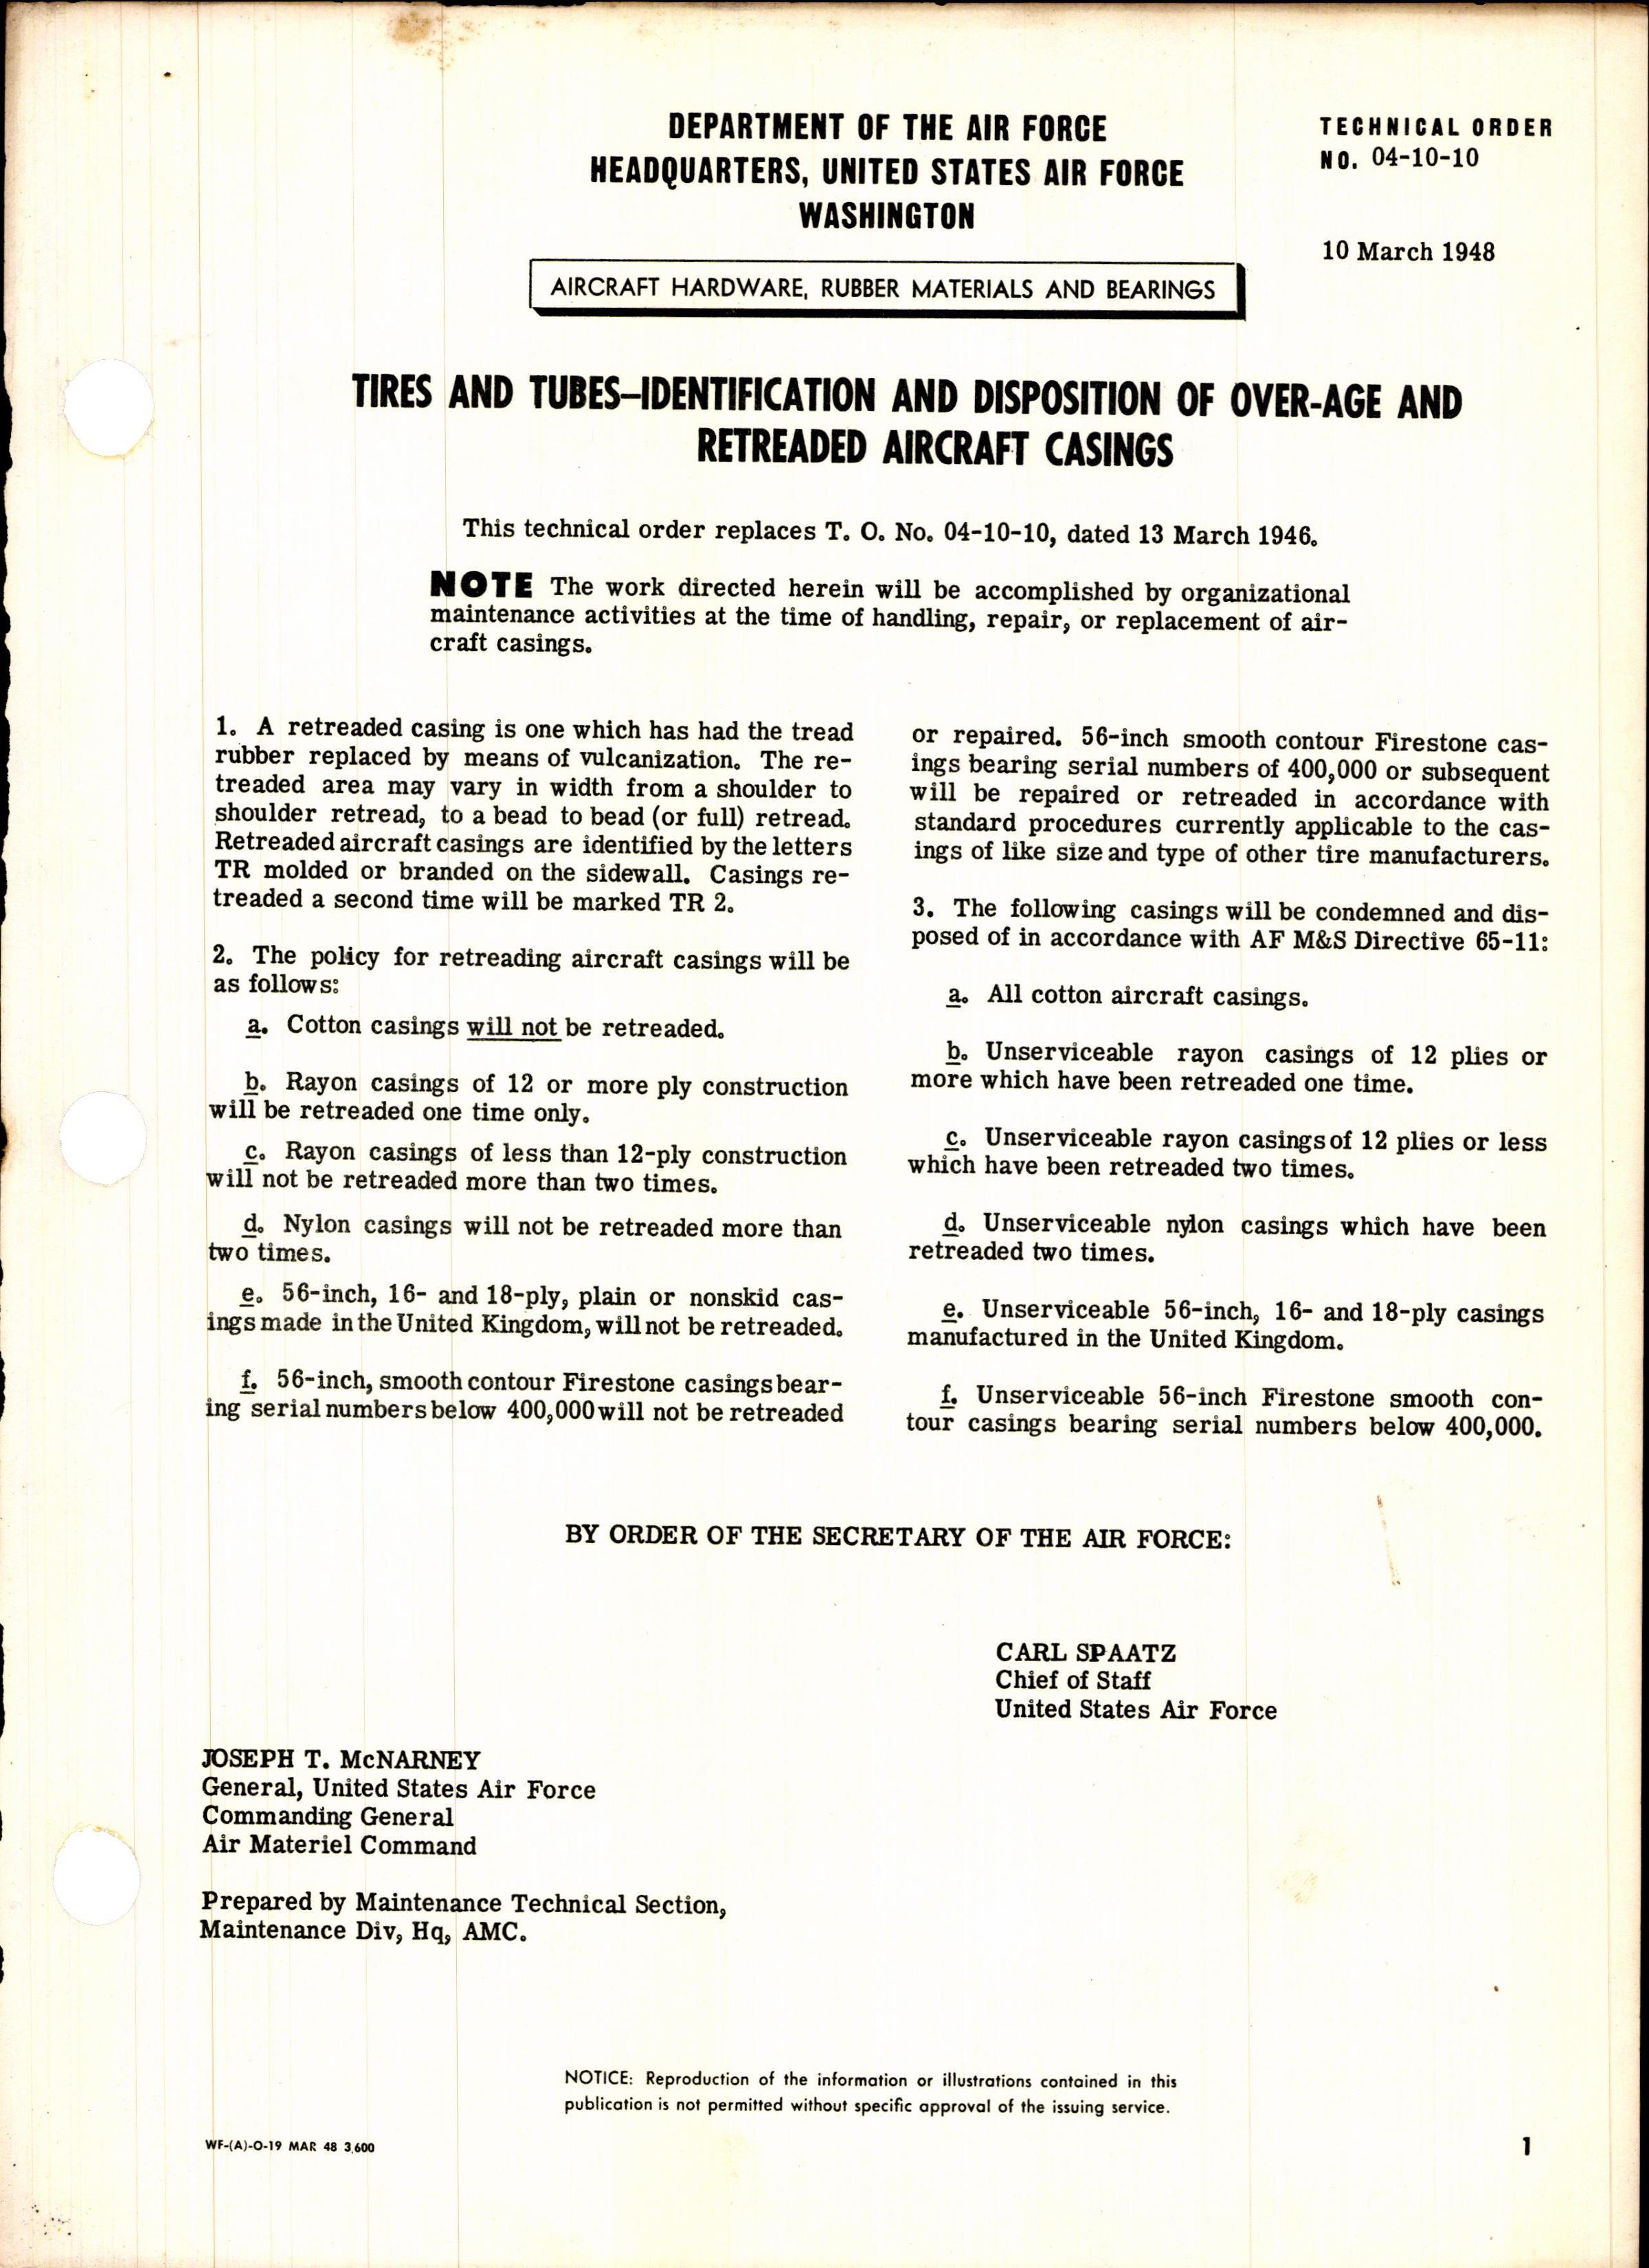 DEPARTMENT OF THE AIR FORCE
HEADQUARTERS, UNITED STATES AIR FORCE
WASHINGTON
TECHNICAL ORDER
NO. 04-10-10
10 March 1948
AIRCRAFT HARDWARE, RUBBER MATERIALS AND BEARINGS
TIRES AND TUBES–IDENTIFICATION AND DISPOSITION OF OVER-AGE AND
RETREADED AIRCRAFT CASINGS
This technical order replaces T. O. No. 04-10-10, dated 13 March 1946.
NOTE The work directed herein will be accomplished by organizational
maintenance activities at the time of handling, repair, or replacement of air-
craft casings.
1. A retreaded casing is one which has had the tread
rubber replaced by means of vulcanization. The re-
treaded area may vary in width from a shoulder to
shoulder retread, to a bead to bead (or full) retread.
Retreaded aircraft casings are identified by the letters
TR molded or branded on the sidewall. Casings re-
treaded a second time will be marked TR 2.
2. The policy for retreading aircraft casings will be
as follows:
a. Cotton casings will not be retreaded.
b. Rayon casings of 12 or more ply construction
will be retreaded one time only.
c. Rayon casings of less than 12-ply construction
will not be retreaded more than two times.
d. Nylon casings will not be retreaded more than
two times.
e. 56-inch, 16- and 18-ply, plain or nonskid cas-
ings made in the United Kingdom, will not be retreaded.
f. 56-inch, smooth contour Firestone casings bear-
ing serial numbers below 400,000 will not be retreaded
or repaired. 56-inch smooth contour Firestone cas-
ings bearing serial numbers of 400,000 or subsequent
will be repaired or retreaded in accordance with
standard procedures currently applicable to the cas-
ings of like size and type of other tire manufacturers.
3. The following casings will be condemned and dis-
posed of in accordance with AF M&S Directive 65-11:
a. All cotton aircraft casings.
b. Unserviceable rayon casings of 12 plies or
more which have been retreaded one time.
c. Unserviceable rayon casings of 12 plies or less
which have been retreaded two times.
d. Unserviceable nylon casings which have been
retreaded two times.
e. Unserviceable 56-inch, 16- and 18-ply casings
manufactured in the United Kingdom.
f. Unserviceable 56-inch Firestone smooth con-
tour casings bearing serial numbers below 400,000.
BY ORDER OF THE SECRETARY OF THE AIR FORCE:
CARL SPAATZ
Chief of Staff
United States Air Force
JOSEPH T. McNARNEY
General, United States Air Force
Commanding General
Air Materiel Command
Prepared by Maintenance Technical Section,
Maintenance Div, Hq, AMC.
NOTICE: Reproduction of the information or illustrations contained in this
publication is not permitted without specific approval of the issuing service.
WF-(A)-O-19 MAR 48 3,600
1